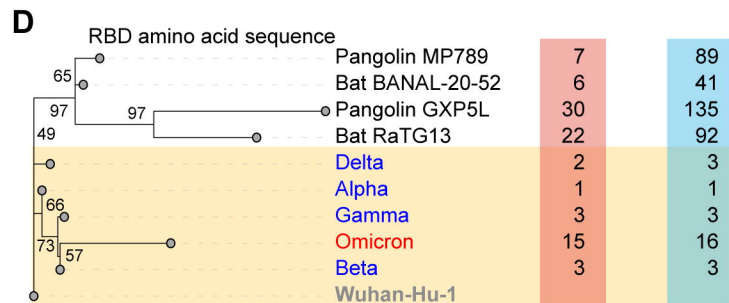 D
RBD amino acid sequence
Pangolin MP789 7 89
65
Bat BANAL-20-52 6 41
97 97
Pangolin GXP5L 30 135
49
Bat RaTG13 22 92
Delta 2 3
Alpha 1 1
66
Gamma 3 3
73
Omicron 15 16
57
Beta 3 3
Wuhan-Hu-1